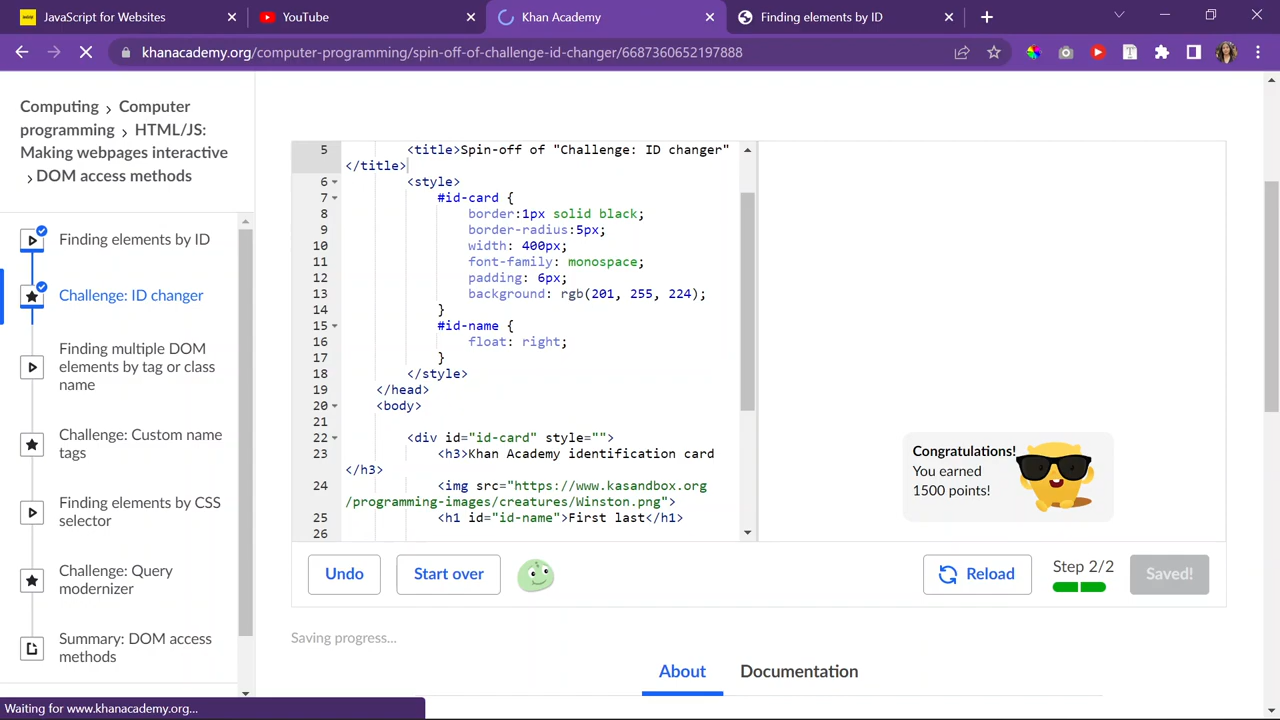 JavaScript for Websites
YouTube
Khan Academy
Finding elements by ID
khanacademy.org/computer-programming/spin-off-of-challenge-id-changer/6687360652197888
Computing > Computer
programming > HTML/JS:
Making webpages interactive
> DOM access methods
Finding elements by ID
Challenge: ID changer
Finding multiple DOM
elements by tag or class
name
Challenge: Custom name
tags
Finding elements by CSS
selector
Challenge: Query
modernizer
Summary: DOM access
methods
5 <title>Spin-off of "Challenge: ID changer"
</title>
6 <style>
7 #id-card {
8 border:1px solid black;
9 border-radius:5px;
10 width: 400px;
11 font-family: monospace;
12 padding: 6px;
13 background: rgb(201, 255, 224);
14 }
15 #id-name {
16 float: right;
17 }
18 </style>
19 </head>
20 <body>
21
22 <div id="id-card" style="">
23 <h3>Khan Academy identification card
</h3>
24 <img src="https://www.kasandbox.org
/programming-images/creatures/Winston.png">
25 <h1 id="id-name">First last</h1>
26
Congratulations!
You earned
1500 points!
Undo
Start over
Reload
Step 2/2
Saved!
Saving progress...
About
Documentation
Waiting for www.khanacademy.org...